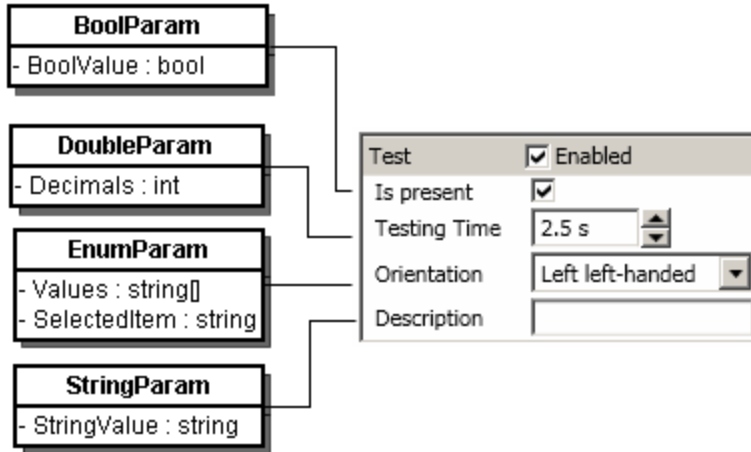 BoolParam
- BoolValue : bool
DoubleParam
- Decimals : int
EnumParam
- Values : string[]
- SelectedItem : string
StringParam
- StringValue : string
Test Enabled
Is present
Testing Time 2.5 s
Orientation Left left-handed
Description